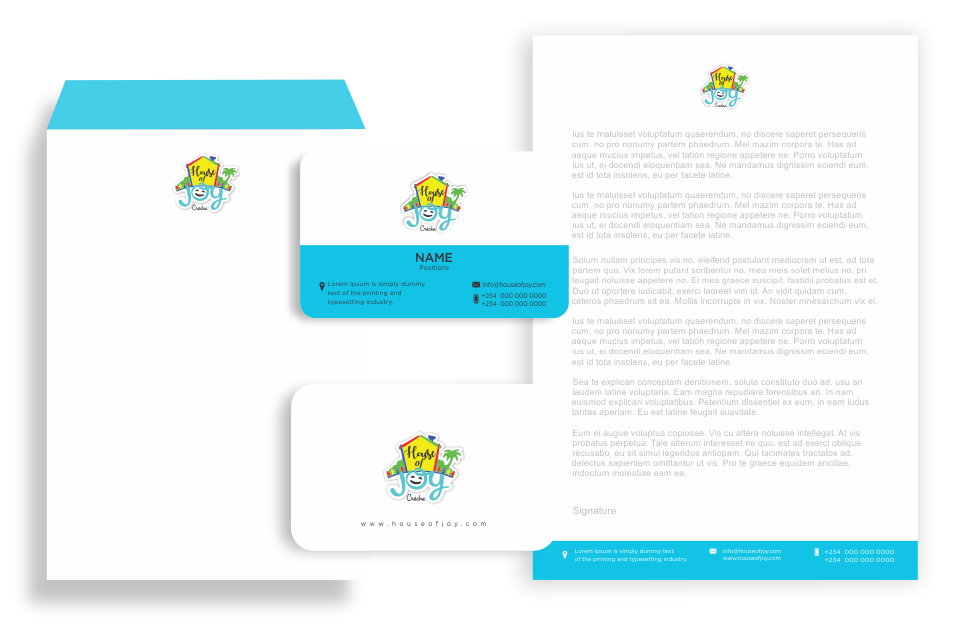 House
of
Joy
Crèche
House
of
Joy
Crèche
NAME
Positions
Lorem Ipsum is simply dummy
text of the printing and
typesetting industry.
info@houseofjoy.com
+234 000 000 0000
+234 000 000 0000
House
of
Joy
Crèche
www.houseofjoy.com
House
of
Joy
Ius te maluisset voluptatum quaerendum, no discere saperet persequeris
cum, no pro nonumy partem phaedrum. Mel mazim corpora te. Has ad
aeque mucius impetus, vel tation regione appetere ne. Porro voluptatum
ius ut, ei docendi eloquentiam sea. Ne mandamus dignissim eciendi eum,
est id tota insolens, eu per facete latine.
Ius te maluisset voluptatum quaerendum, no discere saperet persequeris
cum, no pro nonumy partem phaedrum. Mel mazim corpora te. Has ad
aeque mucius impetus, vel tation regione appetere ne. Porro voluptatum
ius ut, ei docendi eloquentiam sea. Ne mandamus dignissim eciendi eum,
est id tota insolens, eu per facete latine.
Solum nullam principes vis no, eleifend postulant mediocrem ut est, ad tota
partem quo. Vix lorem putant scribentur no, mea meis solet melius no, pri
feugait noluisse appetere no. Ei mea graece suscipit, fastidii probatus est et.
Duo ut oportere iudicabit, exerci laoreet vim id. An vidit quidam cum,
ceteros phaedrum sit ea. Mollis incorrupte in vix. Noster mnesarchum vix ei.
Ius te maluisset voluptatum quaerendum, no discere saperet persequeris
cum, no pro nonumy partem phaedrum. Mel mazim corpora te. Has ad
aeque mucius impetus, vel tation regione appetere ne. Porro voluptatum
ius ut, ei docendi eloquentiam sea. Ne mandamus dignissim eciendi eum,
est id tota insolens, eu per facete latine.
Sea te explicari conceptam denitionem, soluta constituto duo ad, usu an
laudem latine voluptaria. Eam magna repudiare forensibus an. In nam
euismod explicari voluptatibus. Petentium dissentiet ex eum, in eam ludus
tantas aperiam. Eu est latine feugait suavitate.
Eum ei augue voluptua copiosae. Vis cu altera noluisse intellegat. At vis
probatus perpetua. Tale alterum interesset ne quo, est ad exerci oblique
recusabo, eu sit simul legendos antiopam. Qui tacimates tractatos ad,
delectus sapientem omittantur ut vis. Pro te graece equidem ancillae,
indoctum molestiae eam ea.
Signature
Lorem Ipsum is simply dummy text
of the printing and typesetting industry.
info@houseofjoy.com
www.houseofjoy.com
+234 000 000 0000
+234 000 000 0000